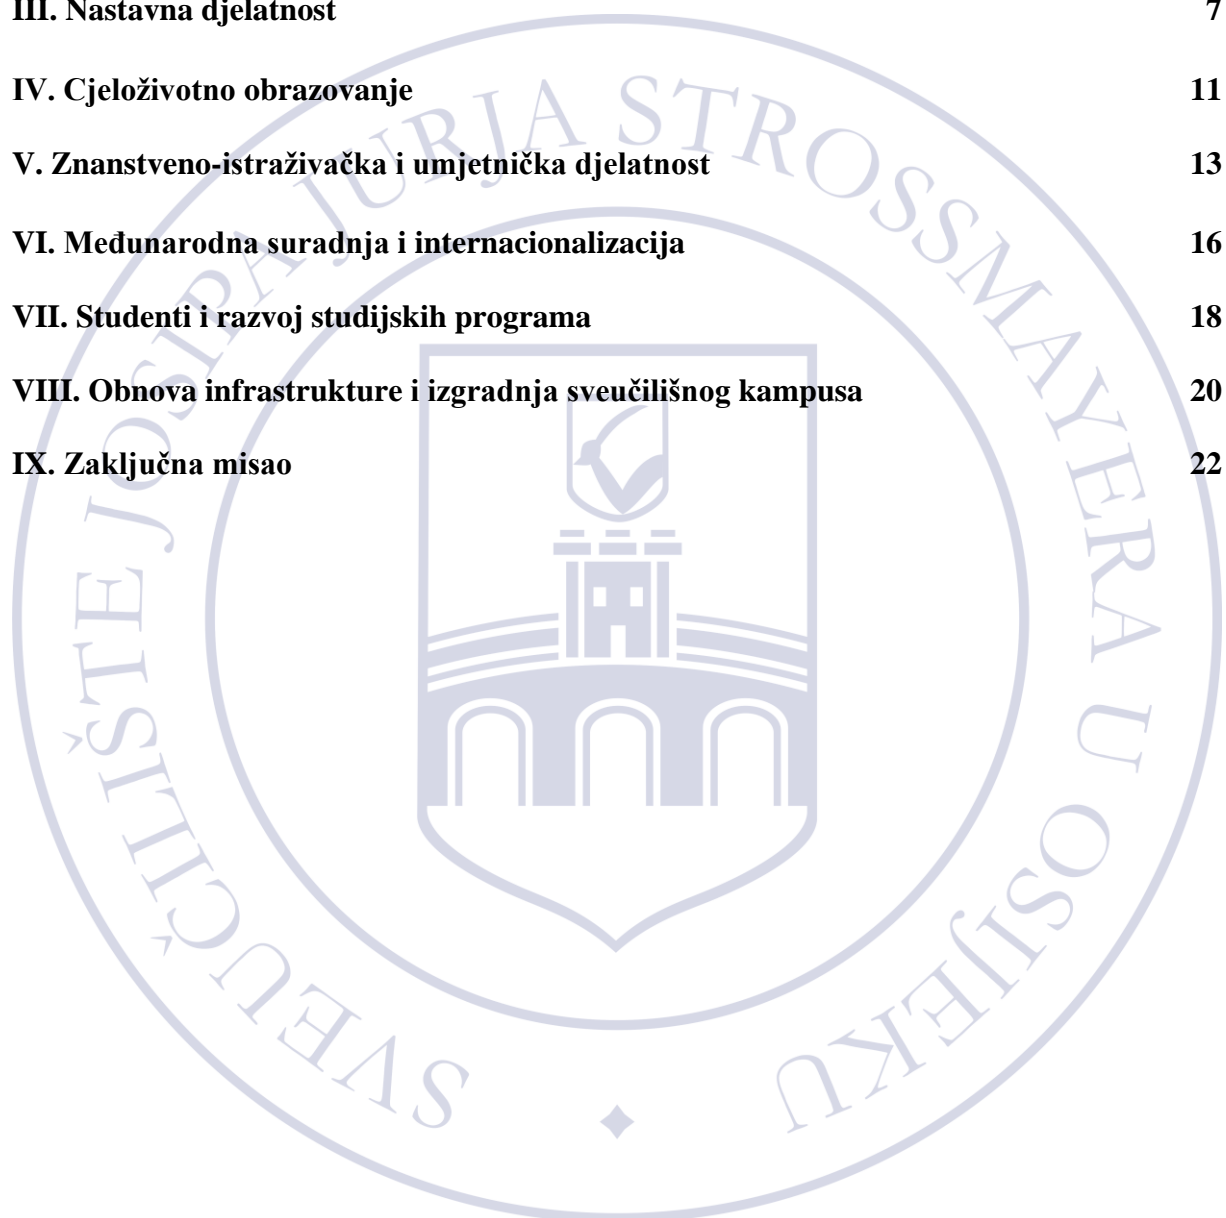 III. Nastavna djelatnost 7
IV. Cjeloživotno obrazovanje 11
V. Znanstveno-istraživačka i umjetnička djelatnost 13
VI. Međunarodna suradnja i internacionalizacija 16
VII. Studenti i razvoj studijskih programa 18
VIII. Obnova infrastrukture i izgradnja sveučilišnog kampusa 20
IX. Zaključna misao 22
SVEUČILIŠTE JOSIPA JURJA STROSSMAYERA U OSIJEKU